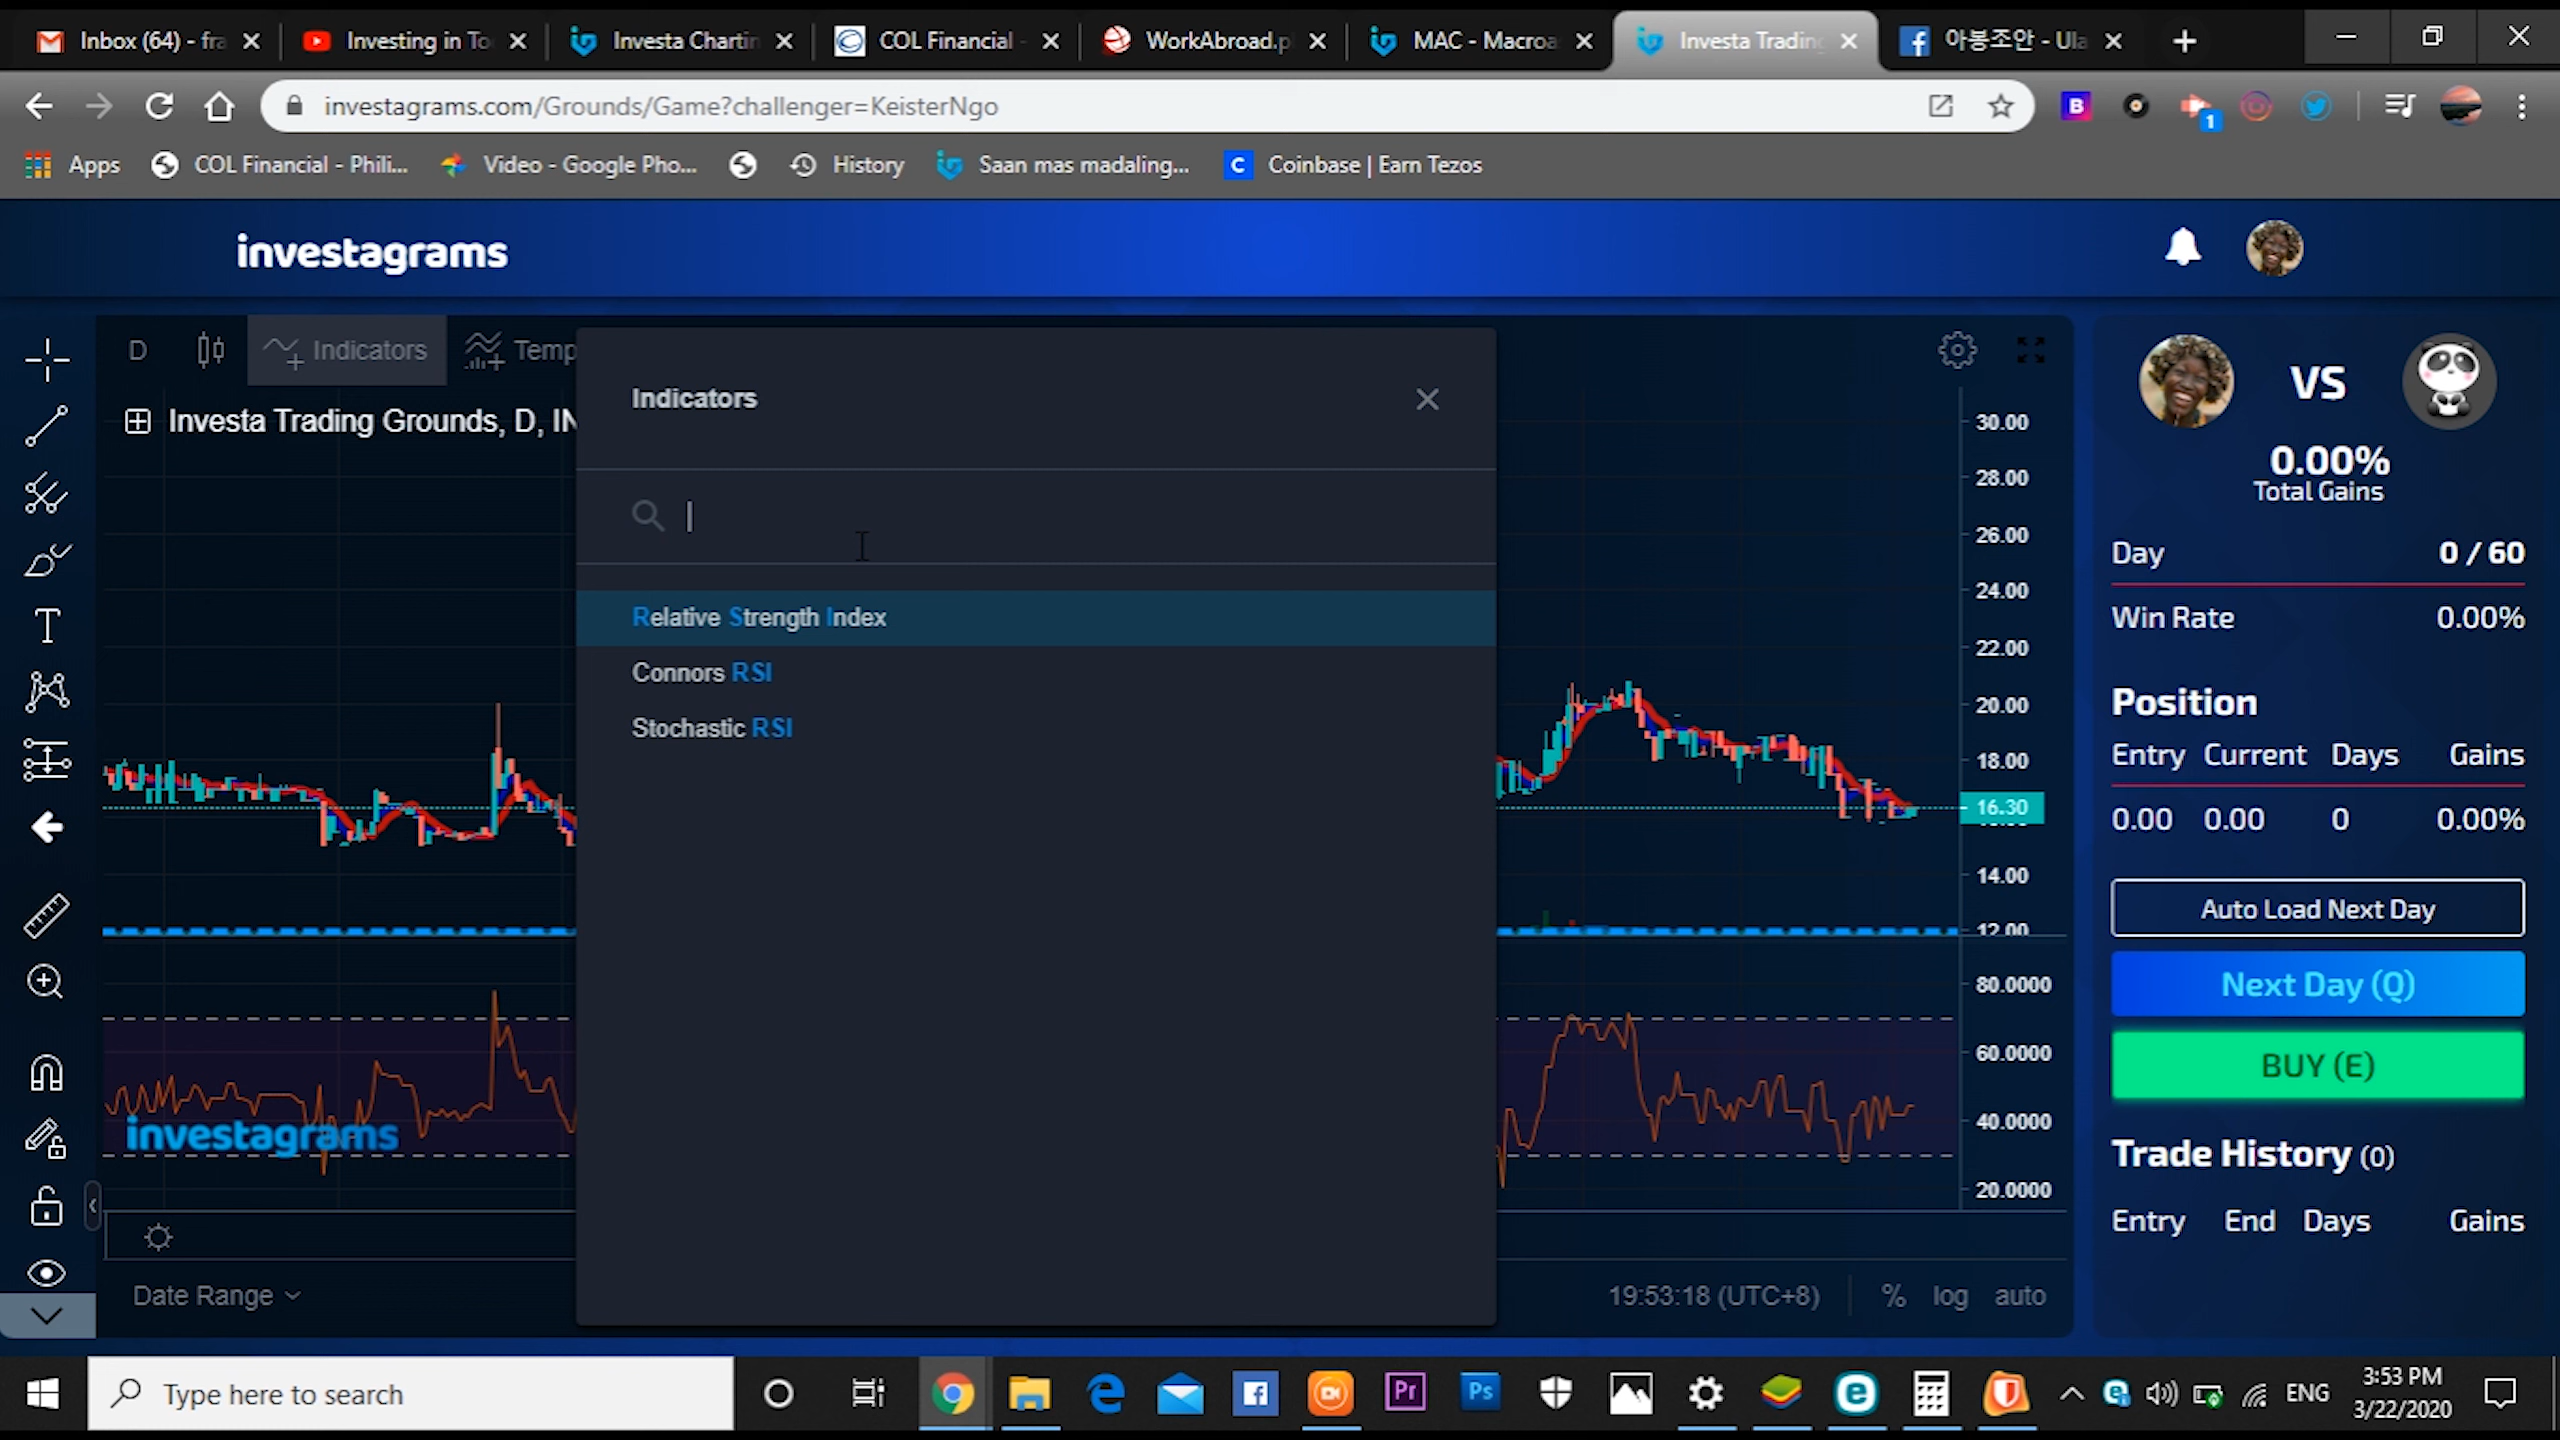 Inbox (64) - fra
Investing in To
Investa Chartin
COL Financial -
WorkAbroad.p
MAC - Macroa
Investa Trading
아봉조안 - Ula
investagrams.com/Grounds/Game?challenger=KeisterNgo
B
1
Apps
COL Financial - Phili...
Video - Google Pho...
History
Saan mas madaling...
C
Coinbase | Earn Tezos
investagrams
D
Indicators
Temp
Investa Trading Grounds, D, IN
Indicators
Relative Strength Index
Connors RSI
Stochastic RSI
30.00
28.00
26.00
24.00
22.00
20.00
18.00
16.30
14.00
12.00
80.0000
60.0000
40.0000
20.0000
investagrams
Date Range
19:53:18 (UTC+8)
%
log
auto
VS
0.00%
Total Gains
Day 0 / 60
Win Rate 0.00%
Position
Entry Current Days Gains
0.00 0.00 0 0.00%
Auto Load Next Day
Next Day (Q)
BUY (E)
Trade History (0)
Entry End Days Gains
Type here to search
Pr
Ps
ENG
3:53 PM
3/22/2020